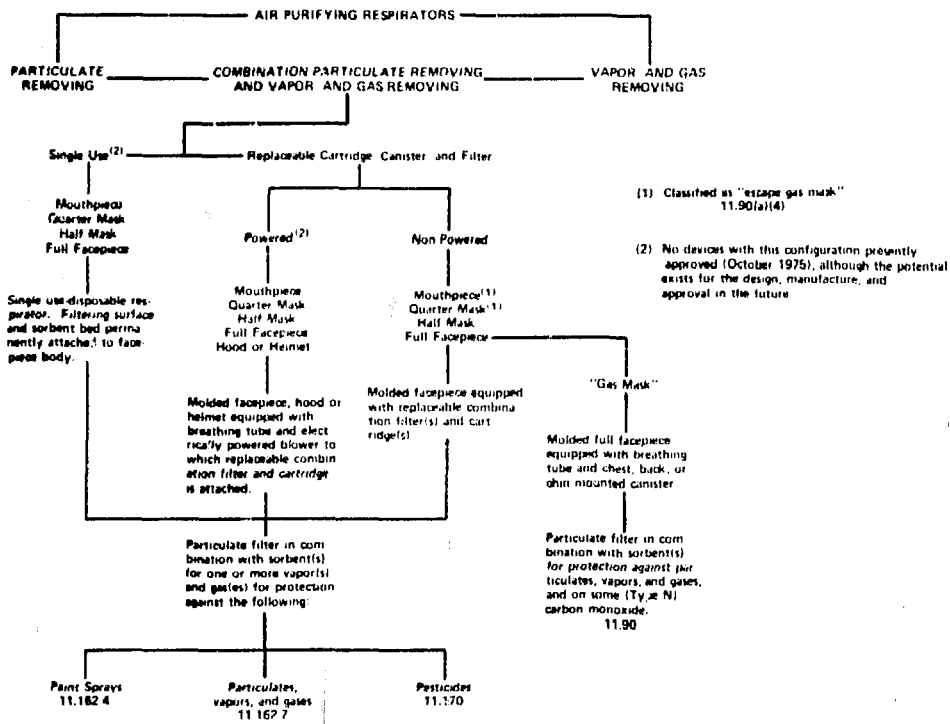 AIR PURIFYING RESPIRATORS
PARTICULATE
REMOVING
COMBINATION PARTICULATE REMOVING
AND VAPOR AND GAS REMOVING
VAPOR AND GAS
REMOVING
Single Use(2)
Replaceable Cartridge Canister and Filter
Mouthpiece
Quarter Mask
Half Mask
Full Facepiece
Powered(2)
Non Powered
(1) Classified as "escape gas mask"
11.90(a)(4)
(2) No devices with this configuration presently
approved (October 1975), although the potential
exists for the design, manufacture, and
approval in the future
Single use-disposable res-
pirator. Filtering surface
and sorbent bed perma
nently attached to face-
piece body.
Mouthpiece
Quarter Mask
Half Mask
Full Facepiece
Hood or Helmet
Mouthpiece(1)
Quarter Mask(1)
Half Mask
Full Facepiece
"Gas Mask"
Molded facepiece, hood or
helmet equipped with
breathing tube and elect
rically powered blower to
which replaceable combin
ation filter and cartridge
is attached.
Molded facepiece equipped
with replaceable combina
tion filter(s) and cart
ridge(s)
Molded full facepiece
equipped with breathing
tube and chest, back, or
chin mounted canister
Particulate filter in com
bination with sorbent(s)
for one or more vapor(s)
and gas(es) for protection
against the following:
Particulate filter in com
bination with sorbent(s)
for protection against par
ticulates, vapors, and gases,
and on some (Type N)
carbon monoxide.
11.90
Paint Sprays
11.162 4
Particulates,
vapors, and gases
11 162 7
Pesticides
11.170